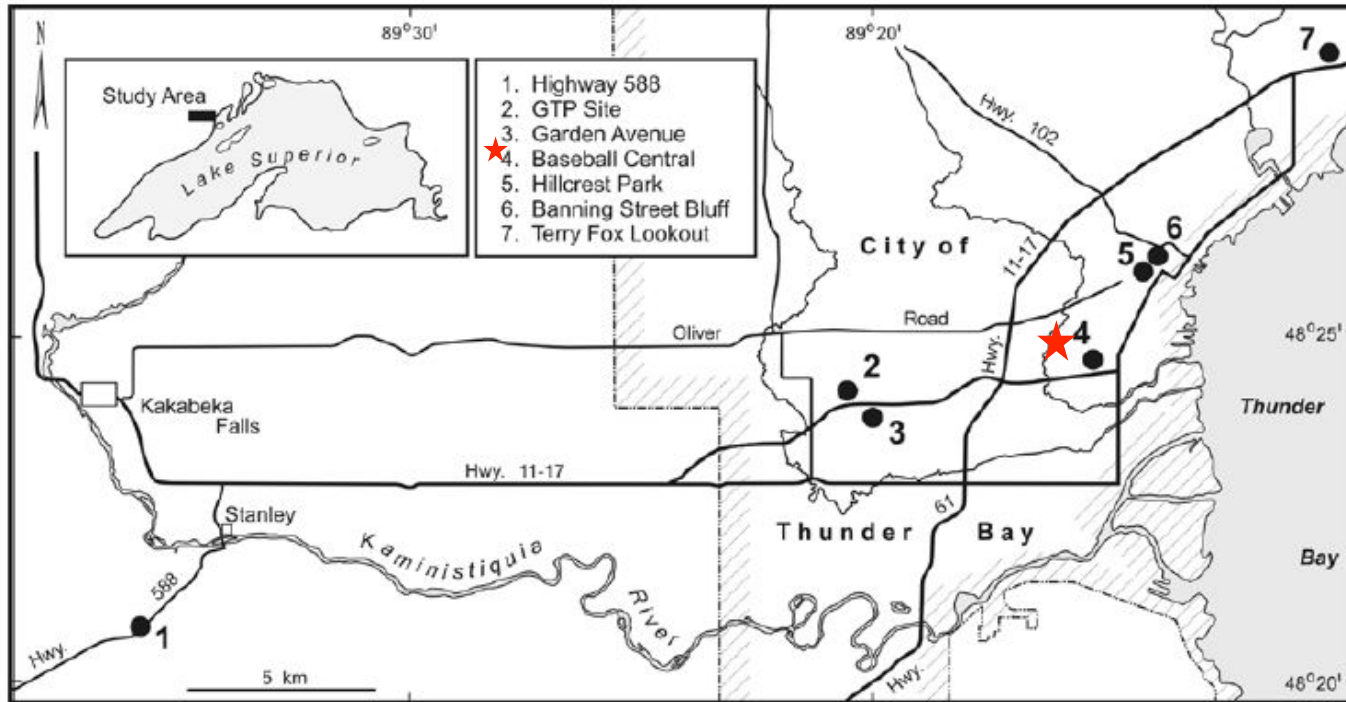 89°30'
89°20'
N
Study Area
Lake Superior
1. Highway 588
2. GTP Site
3. Garden Avenue
4. Baseball Central
5. Hillcrest Park
6. Banning Street Bluff
7. Terry Fox Lookout
7
Hwy. 102
11-17
6
5
City of
Road
Oliver
4
48°25'
Hwy.
2
Kakabeka
Falls
3
Thunder
Hwy. 11-17
61
Stanley
Thunder Bay
Kaministiquia
River
Bay
588
1
Hwy.
Hwy.
5 km
48°20'